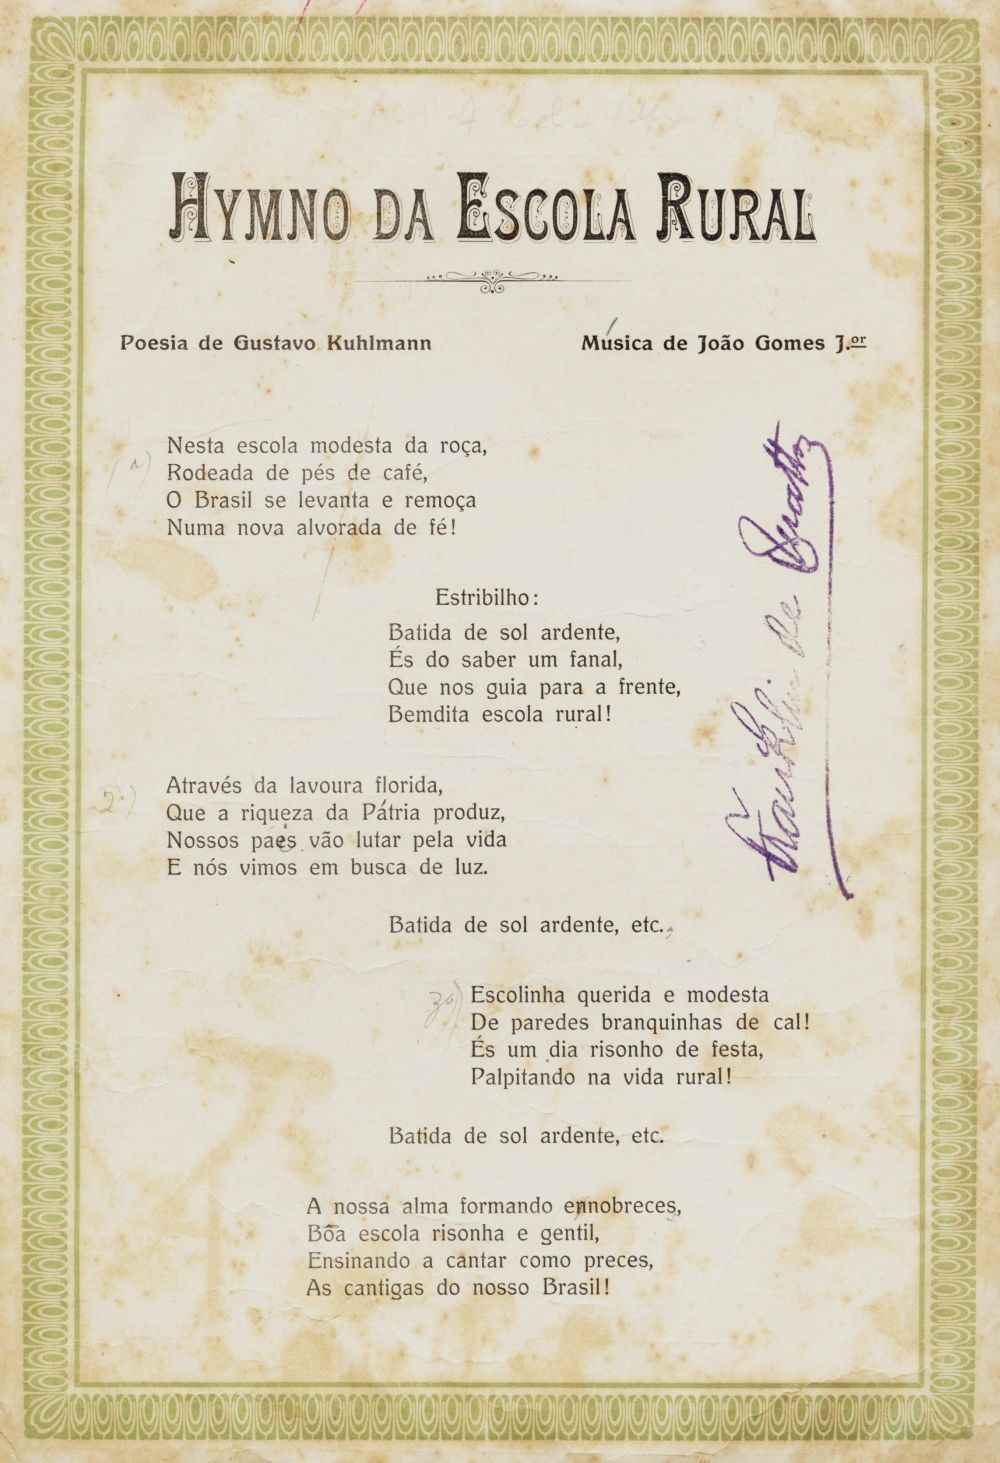 HYMNO DA ESCOLA RURAL
Poesia de Gustavo Kuhlmann
Música de João Gomes J.or
Nesta escola modesta da roça,
Rodeada de pés de café,
O Brasil se levanta e remoça
Numa nova alvorada de fé!
Estribilho:
Batida de sol ardente,
És do saber um fanal,
Que nos guia para a frente,
Bemdita escola rural!
2º)
Através da lavoura florida,
Que a riqueza da Pátria produz,
Nossos paes vão lutar pela vida
E nós vimos em busca de luz.
Batida de sol ardente, etc.,
3º)
Escolinha querida e modesta
De paredes branquinhas de cal!
És um dia risonho de festa,
Palpitando na vida rural!
Batida de sol ardente, etc.
A nossa alma formando ennobreces,
Bôa escola risonha e gentil,
Ensinando a cantar como preces,
As cantigas do nosso Brasil!
Franklin de